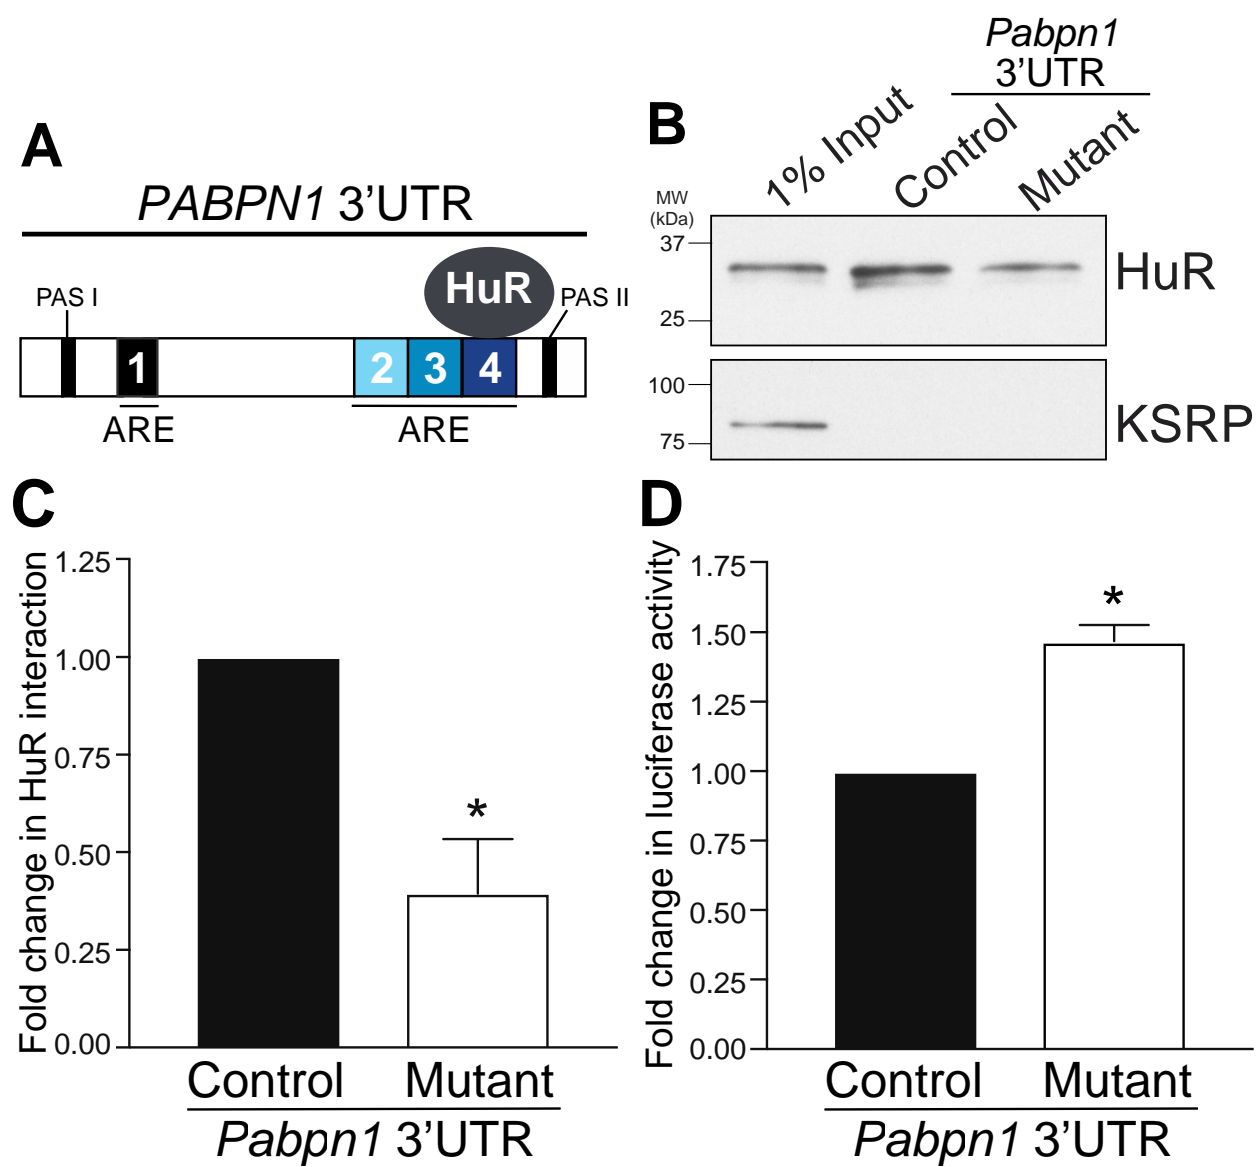 A
PABPN1 3'UTR
HuR
PAS I
PAS II
1
2
3
4
ARE
ARE
B
Pabpn1
3'UTR
1% Input
Control
Mutant
MW
(kDa)
37
25
HuR
100
75
KSRP
C
Fold change in HuR interaction
1.25
1.00
0.75
0.50
0.25
0.00
*
Control
Mutant
Pabpn1 3'UTR
D
Fold change in luciferase activity
1.75
1.50
1.25
1.00
0.75
0.50
0.25
0.00
*
Control
Mutant
Pabpn1 3'UTR